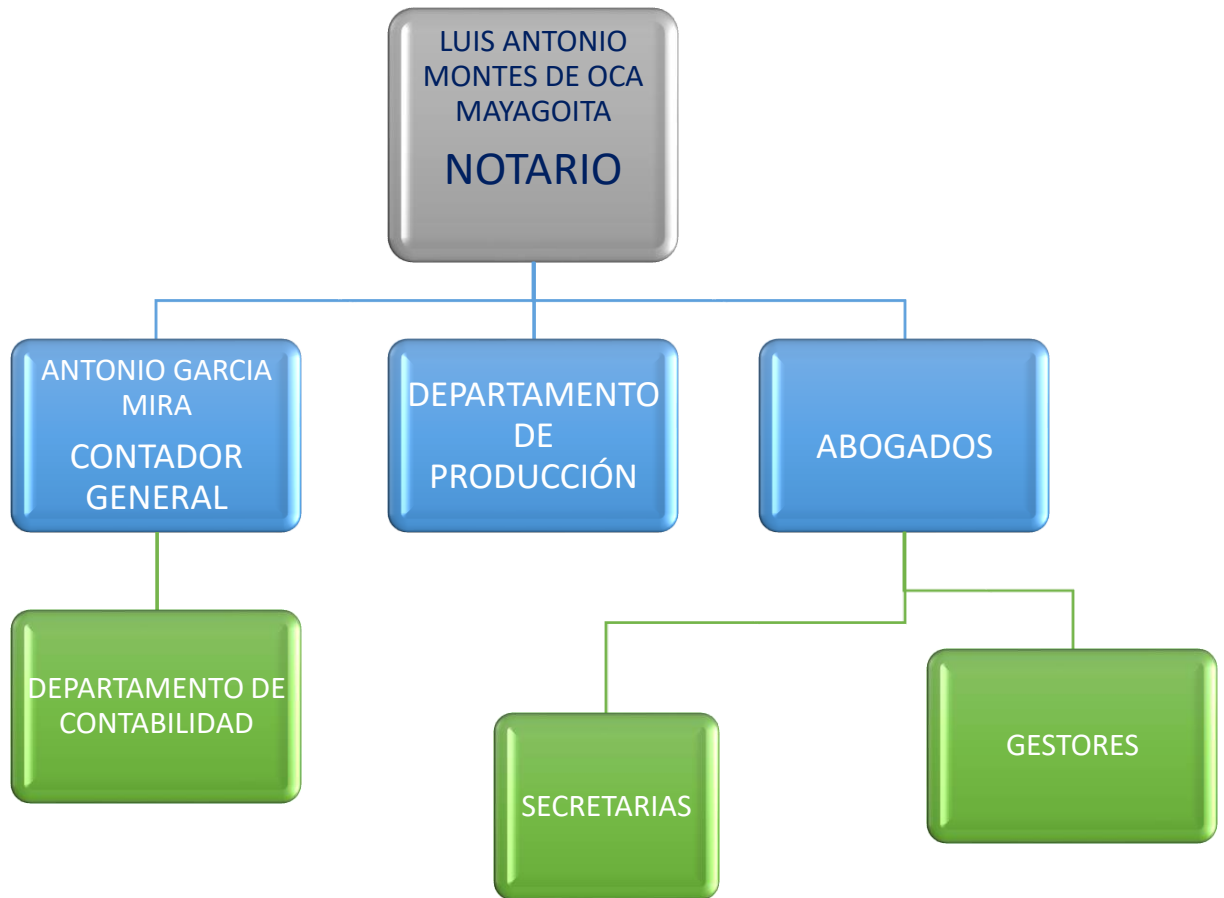 LUIS ANTONIO
MONTES DE OCA
MAYAGOITA
NOTARIO
ANTONIO GARCIA
MIRA
CONTADOR
GENERAL
DEPARTAMENTO
DE
PRODUCCIÓN
ABOGADOS
DEPARTAMENTO DE
CONTABILIDAD
SECRETARIAS
GESTORES